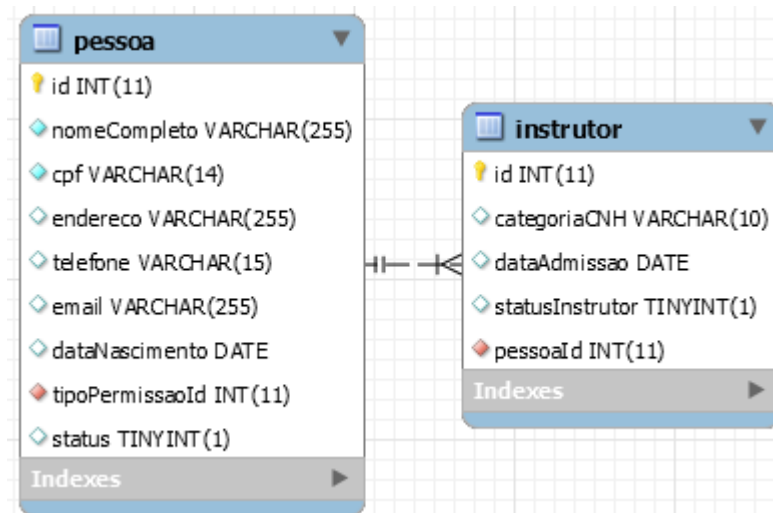 pessoa
id INT(11)
nomeCompleto VARCHAR(255)
cpf VARCHAR(14)
endereco VARCHAR(255)
telefone VARCHAR(15)
email VARCHAR(255)
dataNascimento DATE
tipoPermissaoId INT(11)
status TINYINT(1)
Indexes
instrutor
id INT(11)
categoriaCNH VARCHAR(10)
dataAdmissao DATE
statusInstrutor TINYINT(1)
pessoaId INT(11)
Indexes